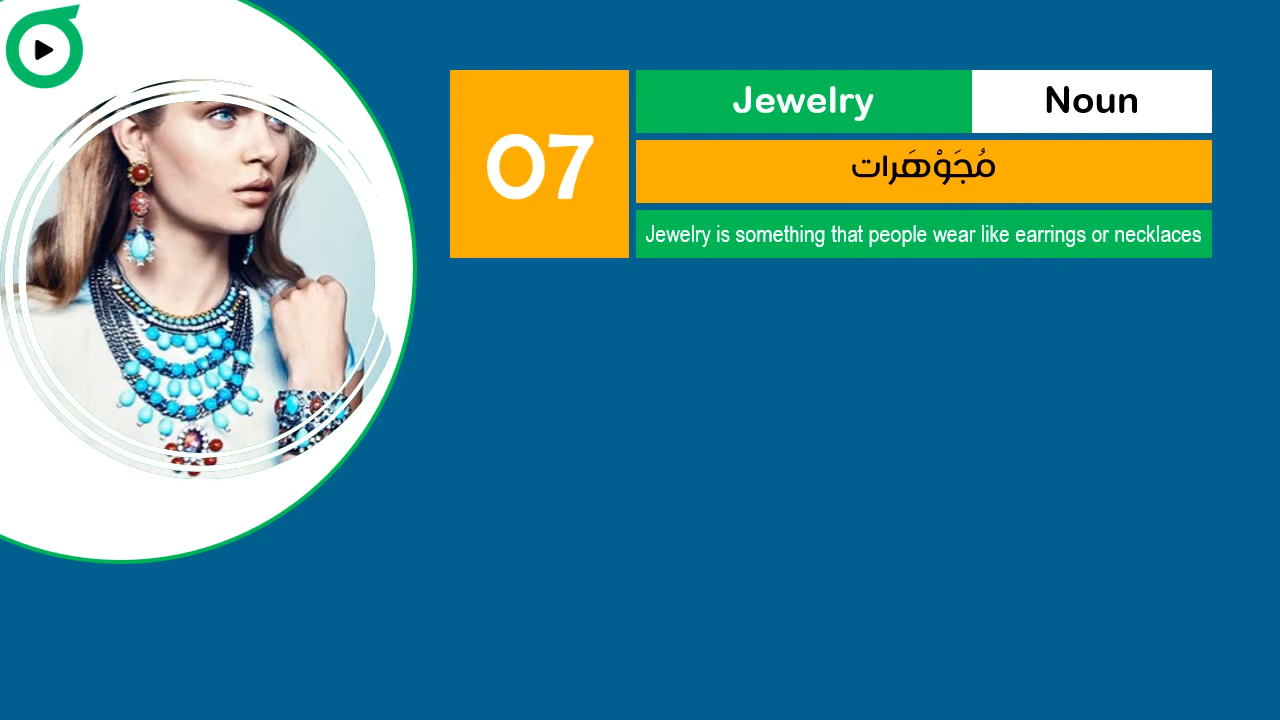 07
Jewelry
Noun
مُجَوْهَرات
Jewelry is something that people wear like earrings or necklaces